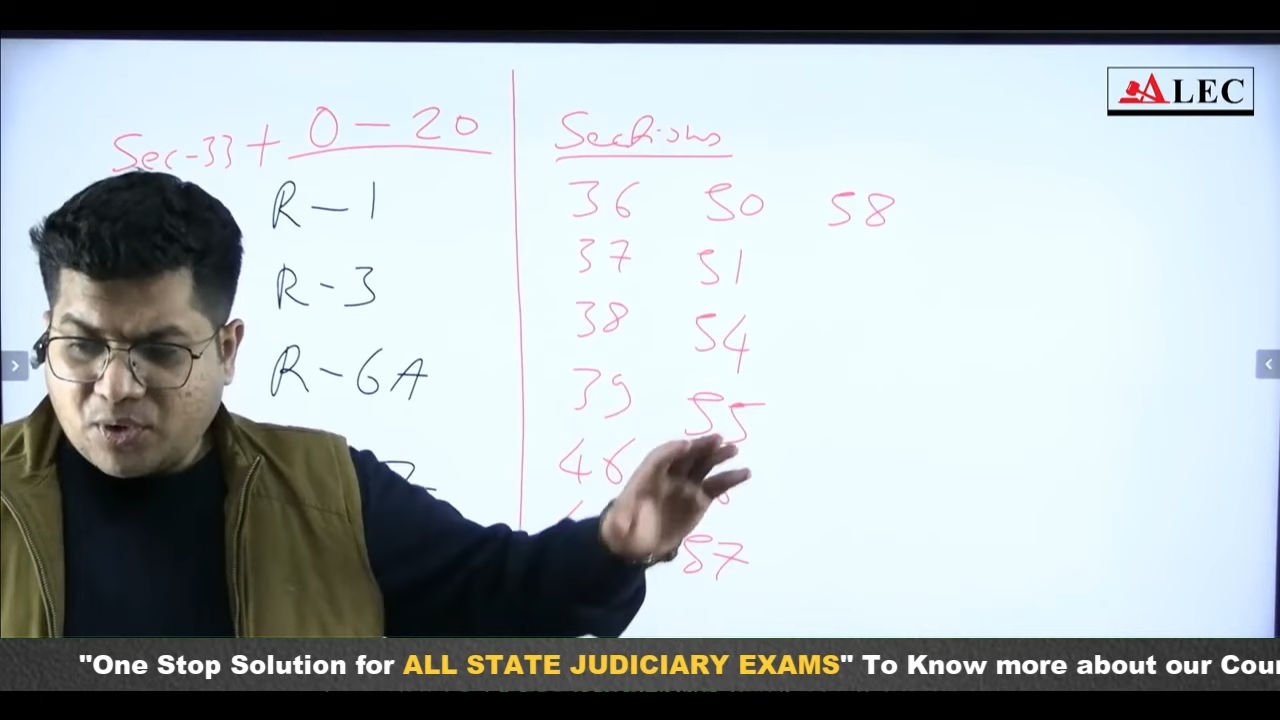 ALEC
Sec-33 + O-20
R-1
R-3
R-6A
Sections
36 50 58
37 51
38 54
39 55
46
57
"One Stop Solution for ALL STATE JUDICIARY EXAMS" To Know more about our Cour